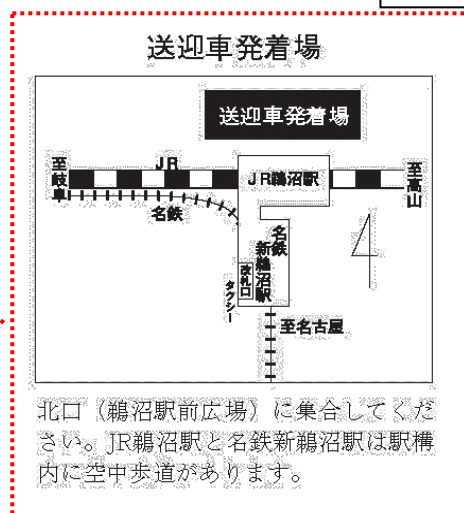 送迎車発着場
送迎車発着場
至岐阜
JR
JR鵜沼駅
至高山
名鉄
名鉄
新鵜沼駅
改札口
タクシー
至名古屋
北口（鵜沼駅前広場）に集合してくだ
さい。JR鵜沼駅と名鉄新鵜沼駅は駅構
内に空中歩道があります。